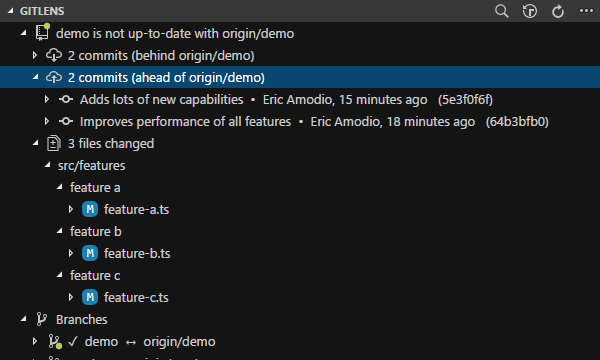 GITLENS
demo is not up-to-date with origin/demo
2 commits (behind origin/demo)
2 commits (ahead of origin/demo)
Adds lots of new capabilities • Eric Amodio, 15 minutes ago (5e3f0f6f)
Improves performance of all features • Eric Amodio, 18 minutes ago (64b3bfb0)
3 files changed
src/features
feature a
M feature-a.ts
feature b
M feature-b.ts
feature c
M feature-c.ts
Branches
✓ demo ↔ origin/demo